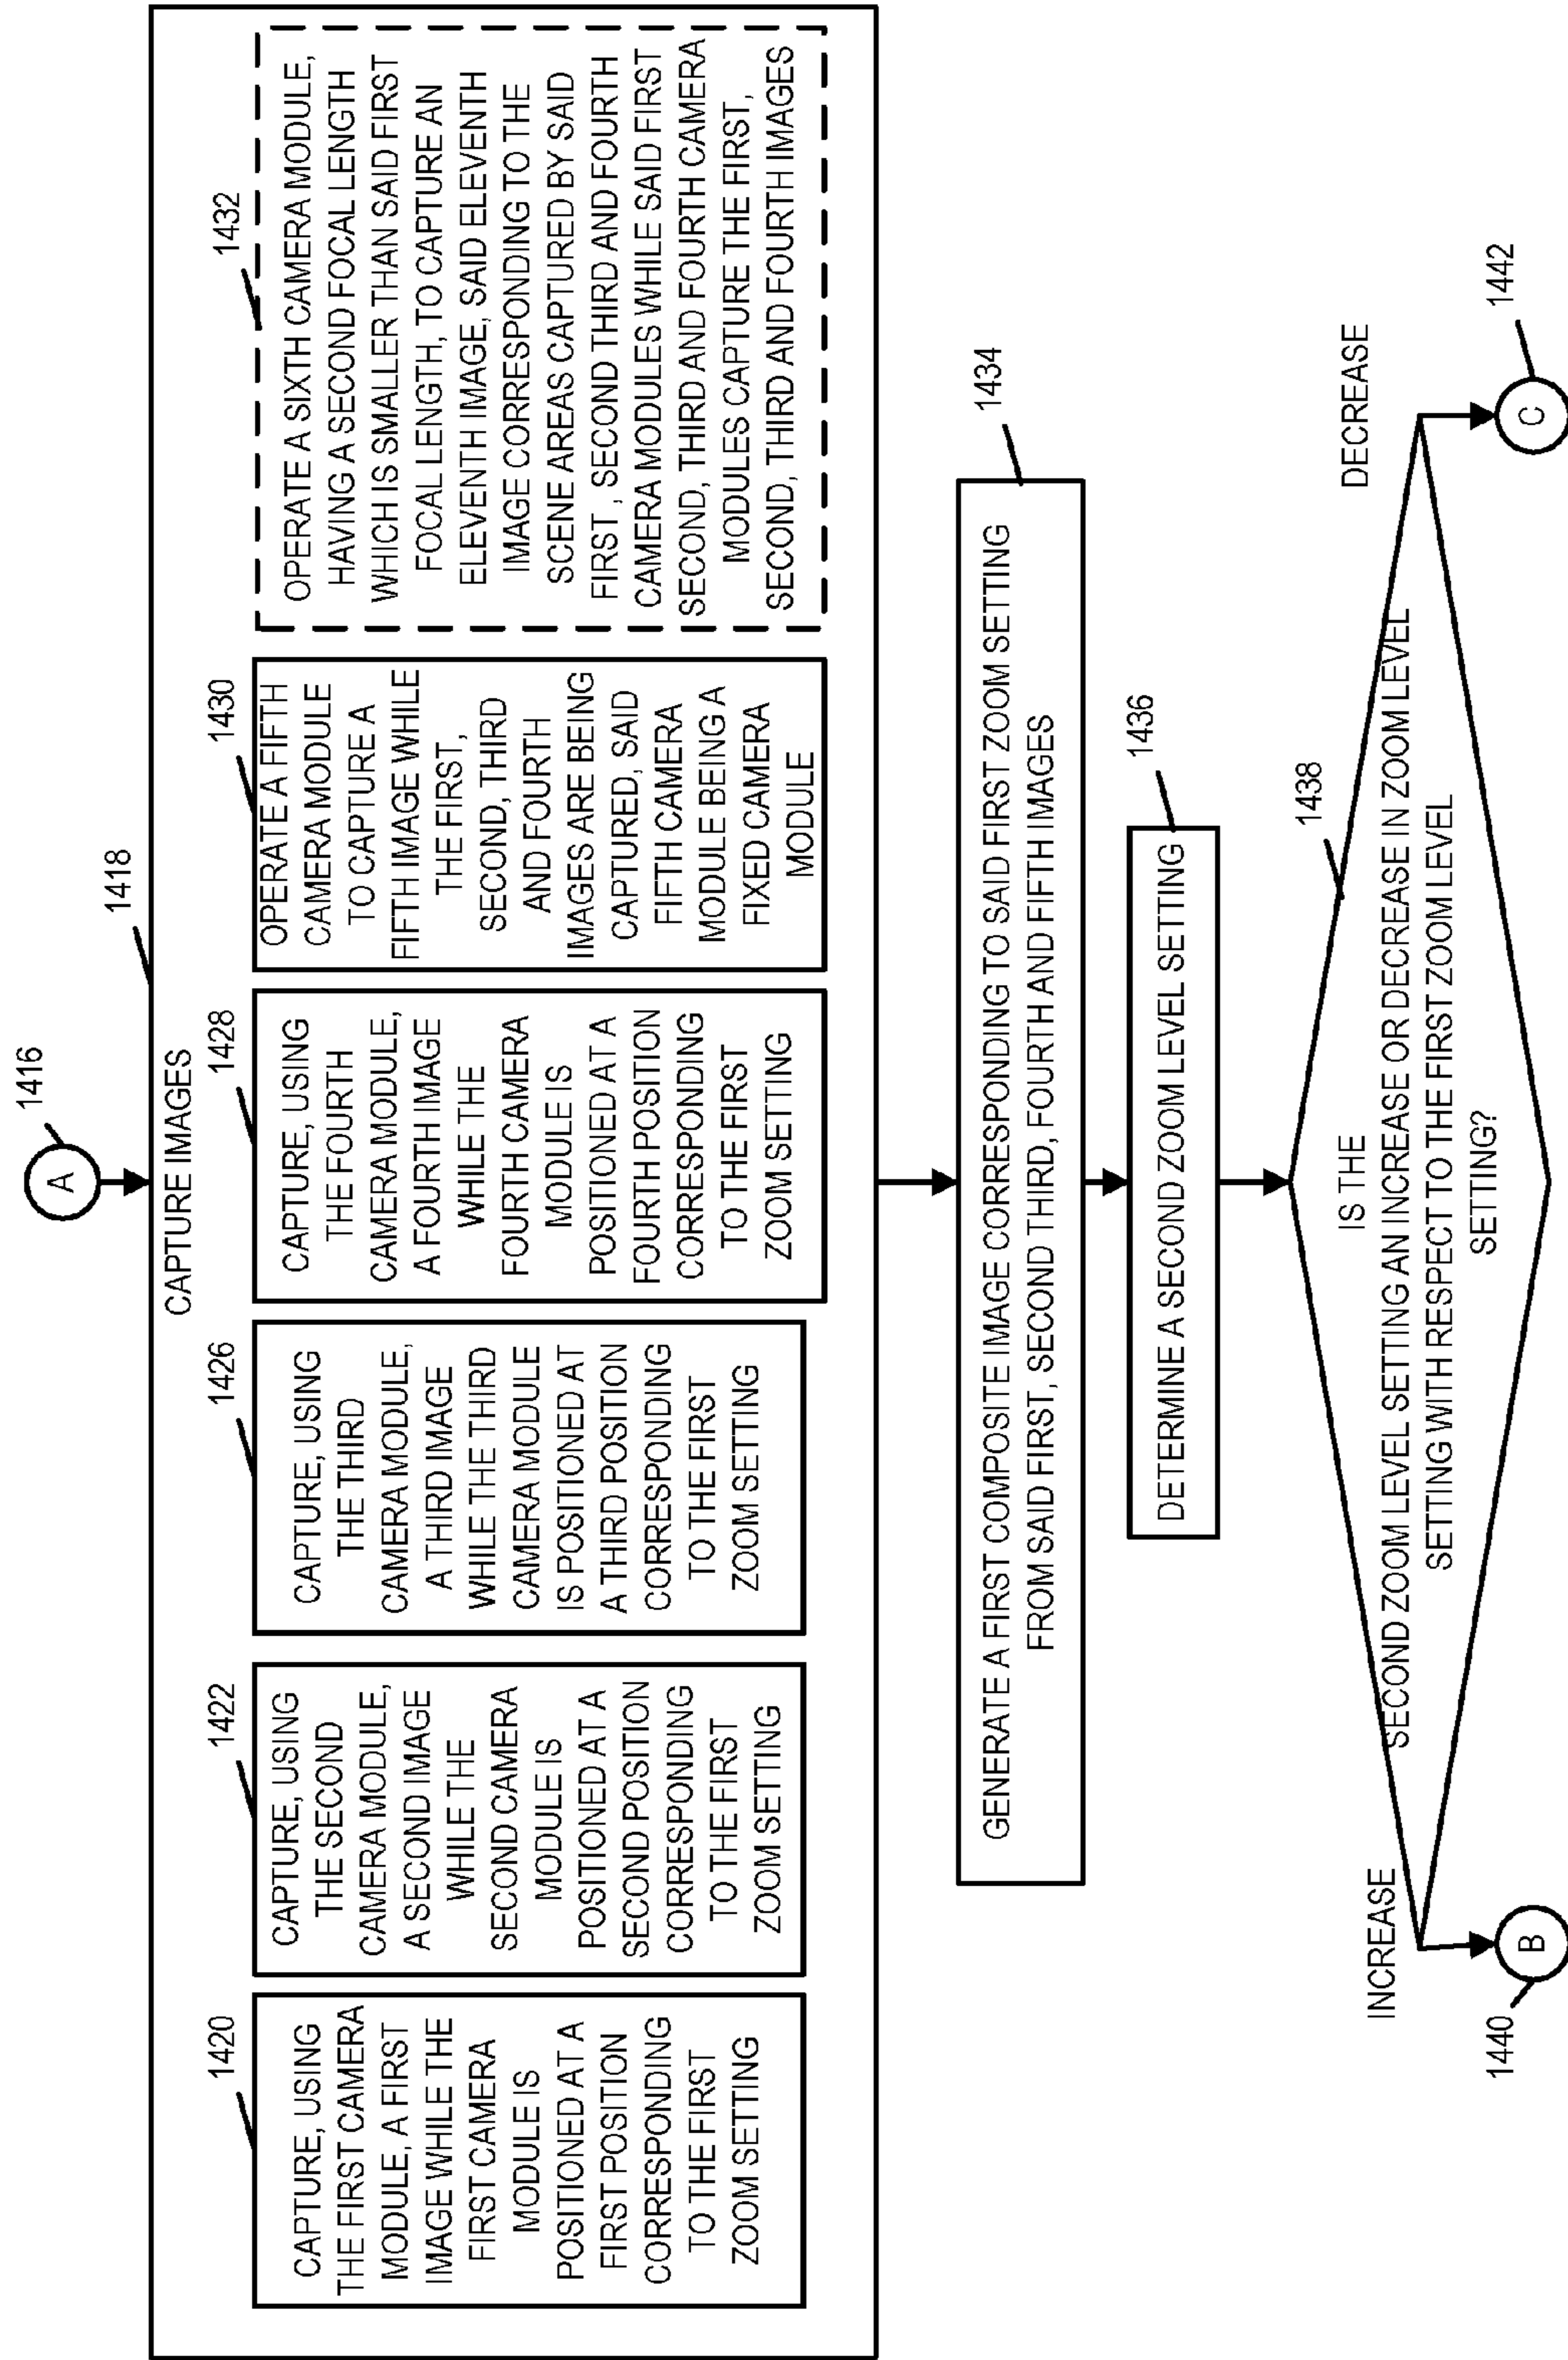 1416
A
1418
CAPTURE IMAGES
1420
CAPTURE, USING
THE FIRST CAMERA
MODULE, A FIRST
IMAGE WHILE THE
FIRST CAMERA
MODULE IS
POSITIONED AT A
FIRST POSITION
CORRESPONDING
TO THE FIRST
ZOOM SETTING
1422
CAPTURE, USING
THE SECOND
CAMERA MODULE,
A SECOND IMAGE
WHILE THE
SECOND CAMERA
MODULE IS
POSITIONED AT A
SECOND POSITION
CORRESPONDING
TO THE FIRST
ZOOM SETTING
1426
CAPTURE, USING
THE THIRD
CAMERA MODULE,
A THIRD IMAGE
WHILE THE THIRD
CAMERA MODULE
IS POSITIONED AT
A THIRD POSITION
CORRESPONDING
TO THE FIRST
ZOOM SETTING
1428
CAPTURE, USING
THE FOURTH
CAMERA MODULE,
A FOURTH IMAGE
WHILE THE
FOURTH CAMERA
MODULE IS
POSITIONED AT A
FOURTH POSITION
CORRESPONDING
TO THE FIRST
ZOOM SETTING
1430
OPERATE A FIFTH
CAMERA MODULE
TO CAPTURE A
FIFTH IMAGE WHILE
THE FIRST,
SECOND, THIRD
AND FOURTH
IMAGES ARE BEING
CAPTURED, SAID
FIFTH CAMERA
MODULE BEING A
FIXED CAMERA
MODULE
1432
OPERATE A SIXTH CAMERA MODULE,
HAVING A SECOND FOCAL LENGTH
WHICH IS SMALLER THAN SAID FIRST
FOCAL LENGTH, TO CAPTURE AN
ELEVENTH IMAGE, SAID ELEVENTH
IMAGE CORRESPONDING TO THE
SCENE AREAS CAPTURED BY SAID
FIRST , SECOND THIRD AND FOURTH
CAMERA MODULES WHILE SAID FIRST
SECOND, THIRD AND FOURTH CAMERA
MODULES CAPTURE THE FIRST,
SECOND, THIRD AND FOURTH IMAGES
1434
GENERATE A FIRST COMPOSITE IMAGE CORRESPONDING TO SAID FIRST ZOOM SETTING
FROM SAID FIRST, SECOND THIRD, FOURTH AND FIFTH IMAGES
1436
DETERMINE A SECOND ZOOM LEVEL SETTING
1438
IS THE
SECOND ZOOM LEVEL SETTING AN INCREASE OR DECREASE IN ZOOM LEVEL
SETTING WITH RESPECT TO THE FIRST ZOOM LEVEL
SETTING?
INCREASE
DECREASE
1440
B
C
1442